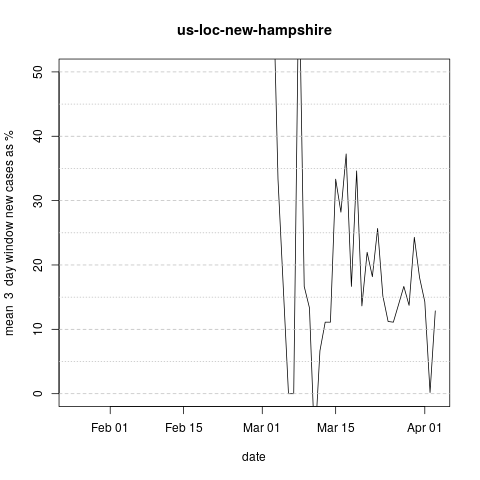 us-loc-new-hampshire
mean 3 day window new cases as %
50
40
30
20
10
0
Feb 01 Feb 15 Mar 01 Mar 15 Apr 01
date